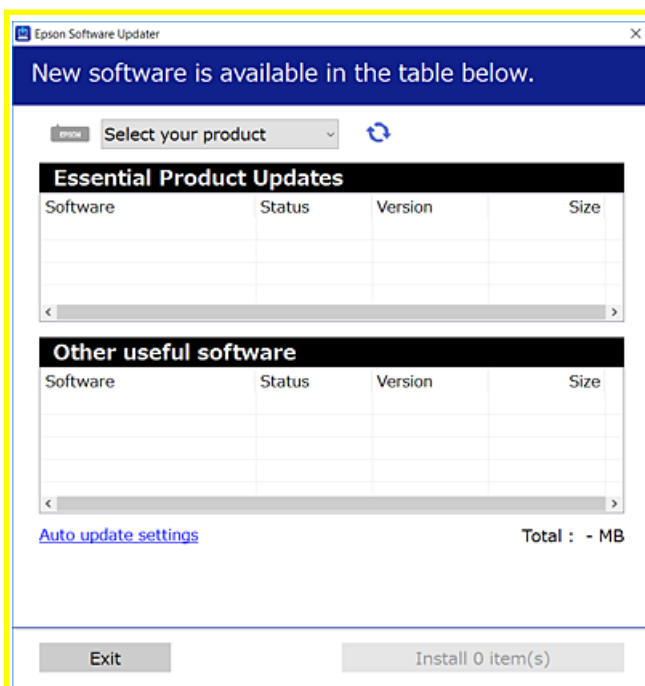 Epson Software Updater
New software is available in the table below.
EPSON Select your product
Essential Product Updates
Software Status Version Size
Other useful software
Software Status Version Size
Auto update settings Total : - MB
Exit Install 0 item(s)